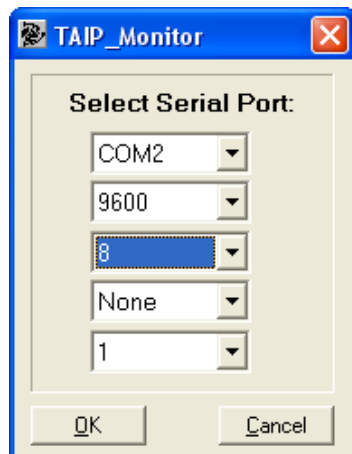 TAIP_Monitor
Select Serial Port:
COM2
9600
8
None
1
OK Cancel